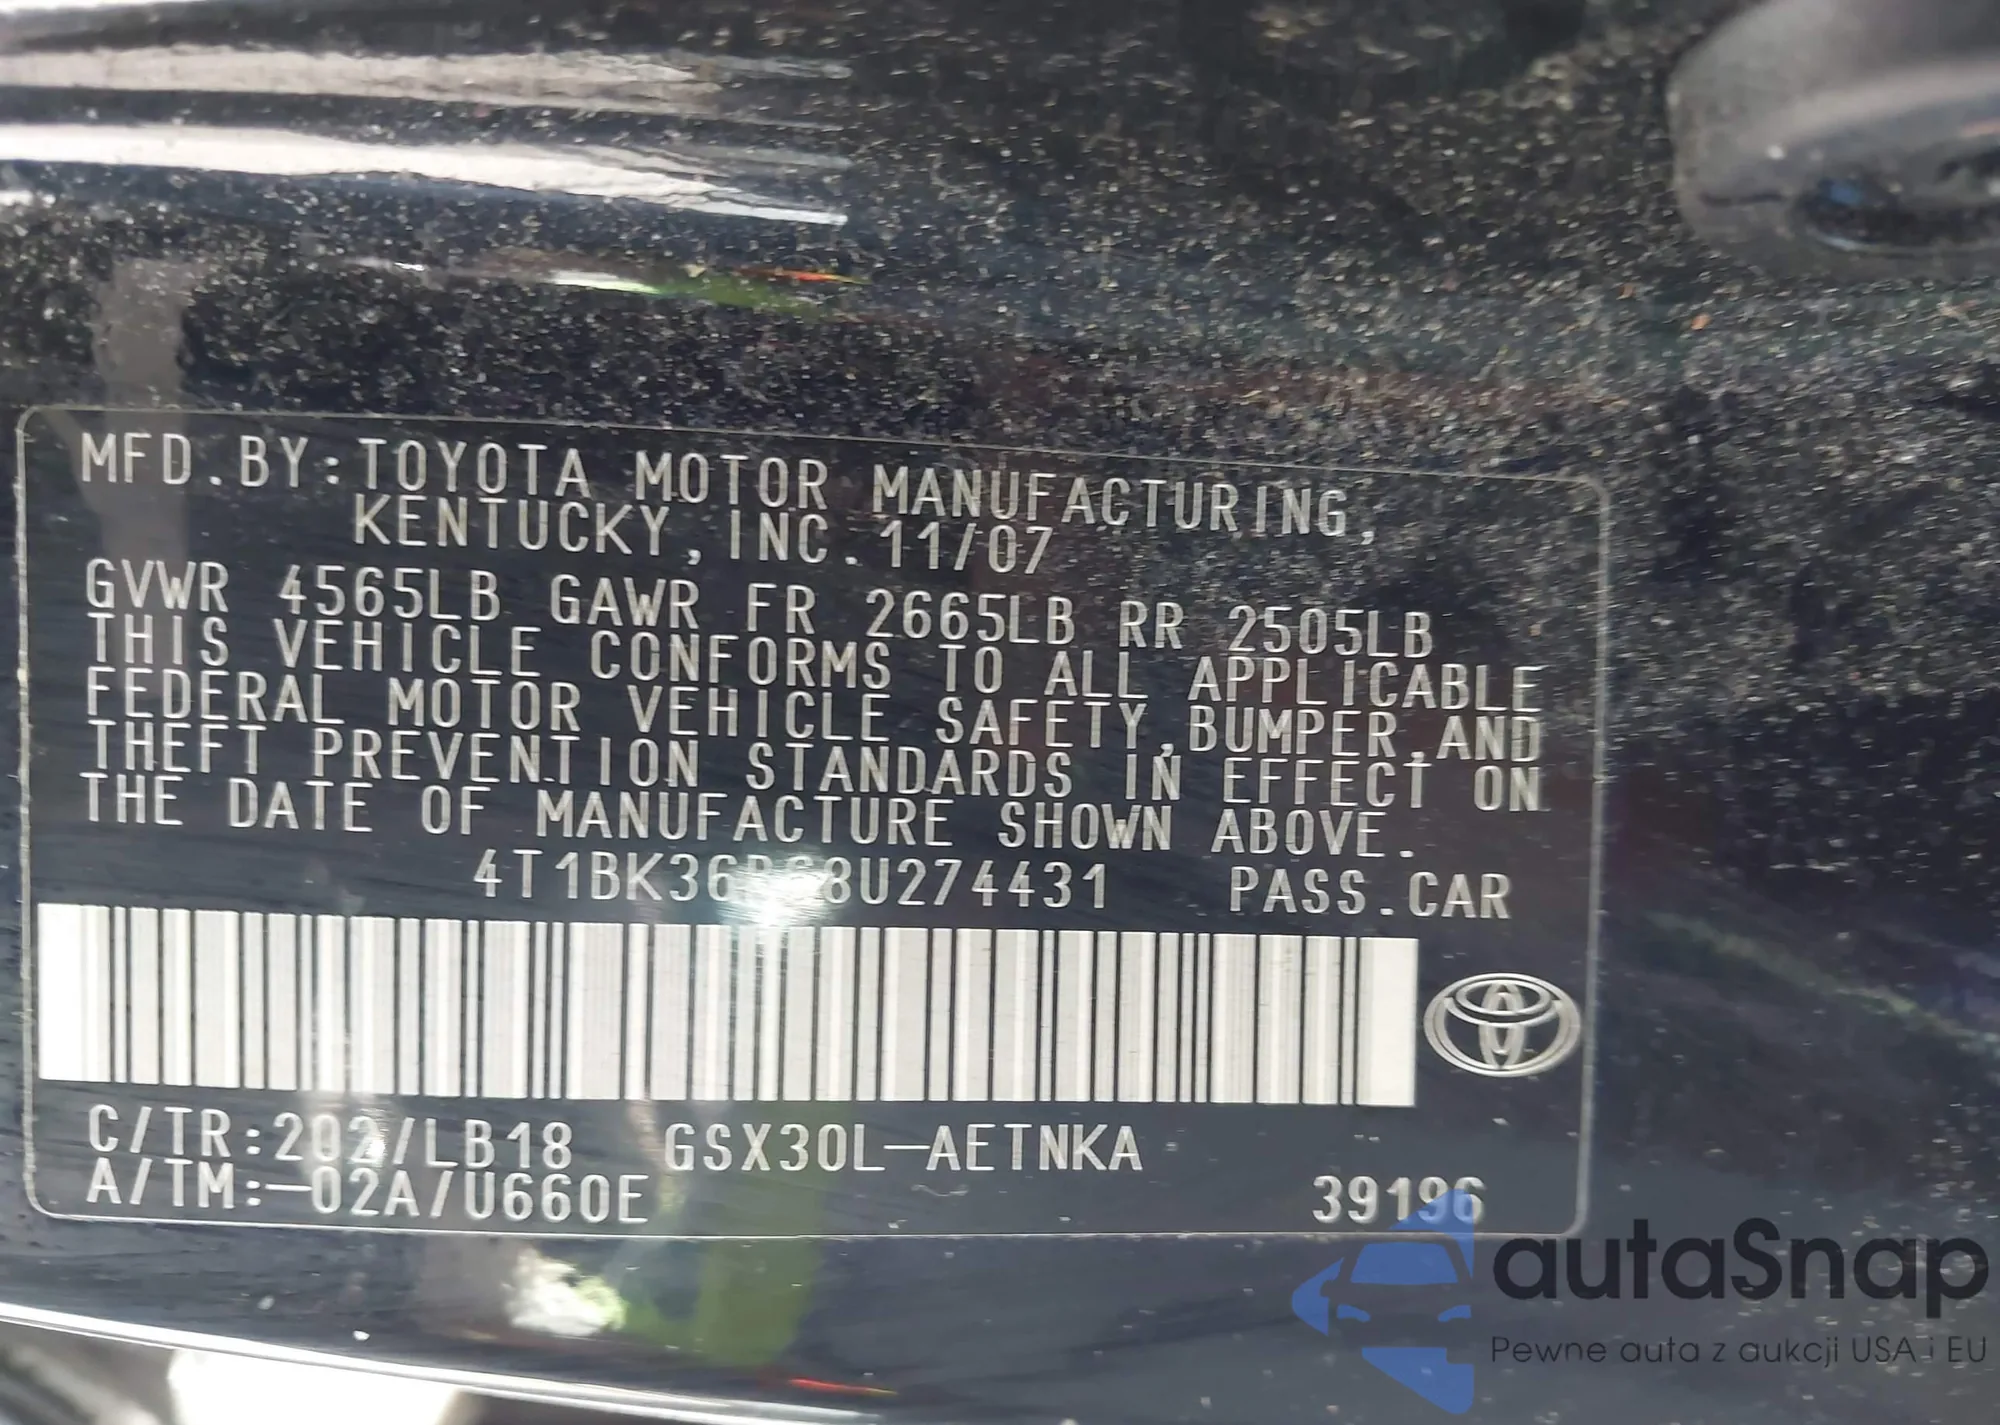 MFD.BY:TOYOTA MOTOR MANUFACTURING,
KENTUCKY,INC. 11/07
GVWR 4565LB GAWR FR 2665LB RR 2505LB
THIS VEHICLE CONFORMS TO ALL APPLICABLE
FEDERAL MOTOR VEHICLE SAFETY,BUMPER,AND
THEFT PREVENTION STANDARDS IN EFFECT ON
THE DATE OF MANUFACTURE SHOWN ABOVE.
PASS.CAR
C/TR:202/LB18 GSX30L-AETNKA
A/TM:-02A/U660E
39196
autaSnap
Pewne auta z aukcji USA i EU